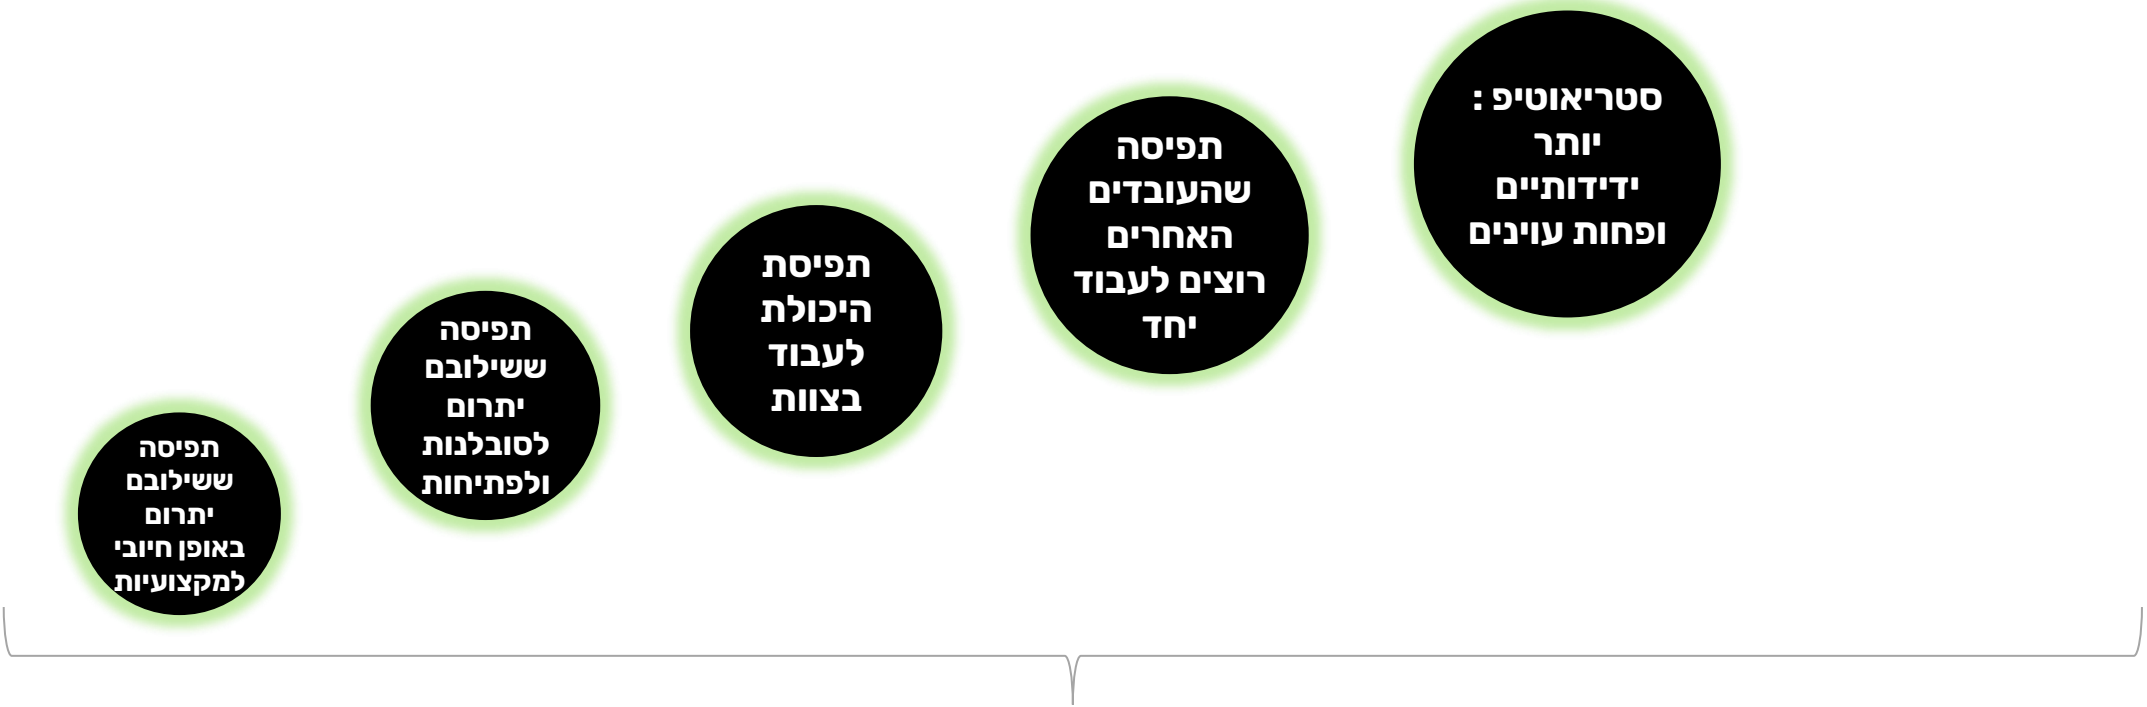 סטריאוטיפ :
יותר
ידידותיים
ופחות עוינים
תפיסה
שהעובדים
האחרים
רוצים לעבוד
יחד
תפיסת
היכולת
לעבוד
בצוות
תפיסה
ששילובם
יתרום
לסובלנות
ולפתיחות
תפיסה
ששילובם
יתרום
באופן חיובי
למקצועיות